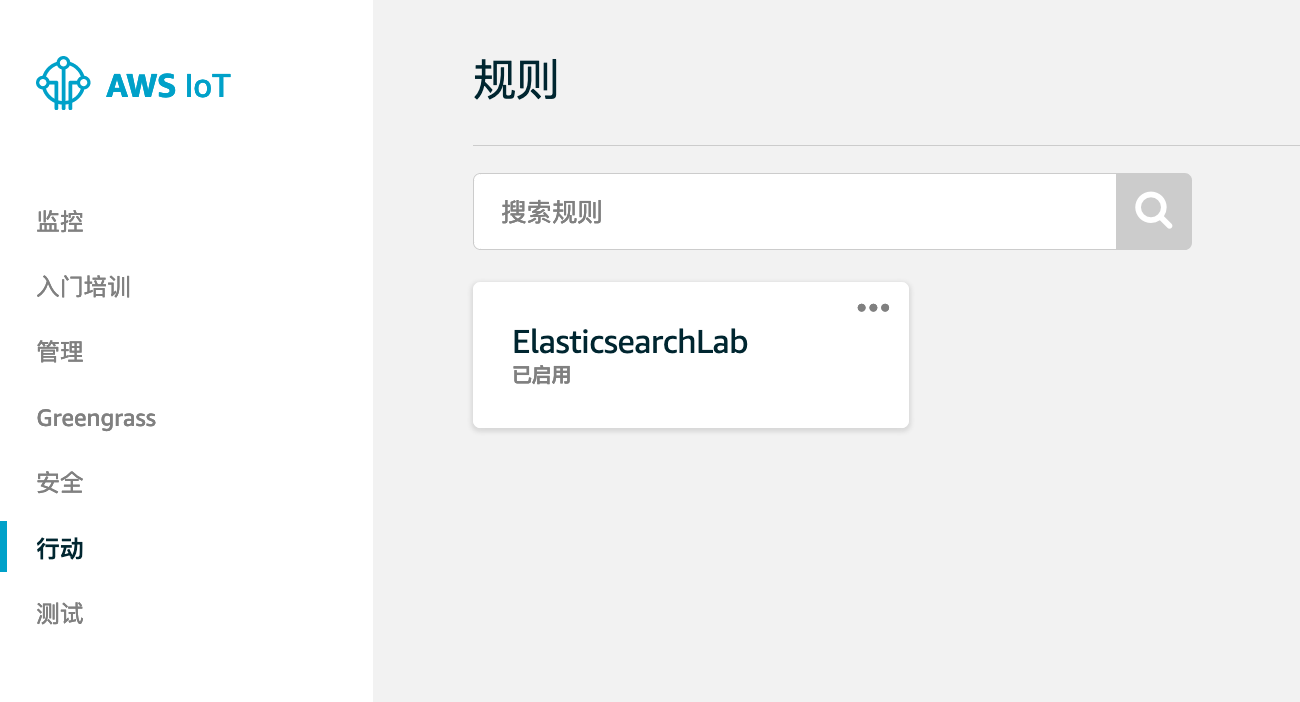 AWS IoT
监控
入门培训
管理
Greengrass
安全
行动
测试
规则
搜索规则
ElasticsearchLab
已启用